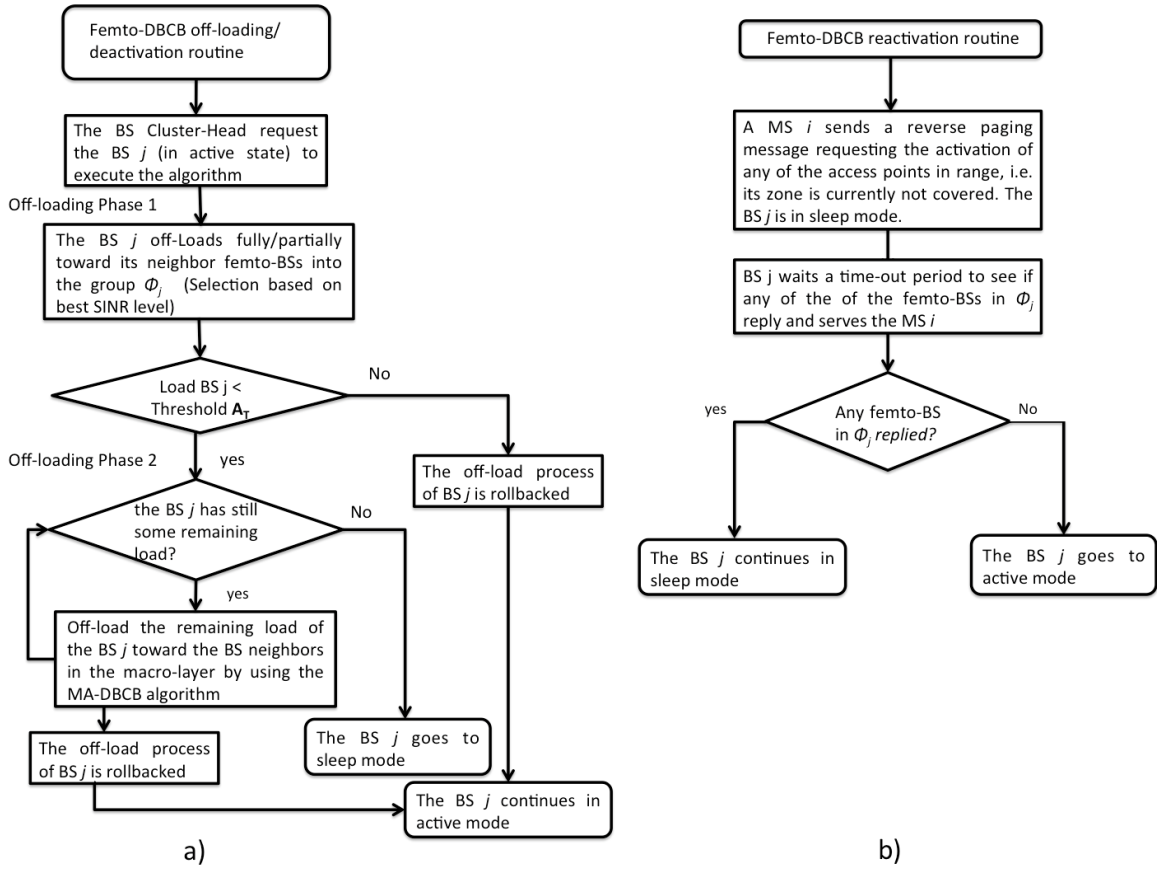 Femto-DBCB off-loading/
deactivation routine
The BS Cluster-Head request
the BS j (in active state) to
execute the algorithm
Off-loading Phase 1
The BS j off-Loads fully/partially
toward its neighbor femto-BSs into
the group Φj (Selection based on
best SINR level)
Load BS j <
Threshold AT
No
yes
Off-loading Phase 2
The off-load process
of BS j is rollbacked
the BS j has still
some remaining
load?
No
yes
Off-load the remaining load of
the BS j toward the BS neighbors
in the macro-layer by using the
MA-DBCB algorithm
The off-load process
of BS j is rollbacked
The BS j goes to
sleep mode
The BS j continues in
active mode
a)
Femto-DBCB reactivation routine
A MS i sends a reverse paging
message requesting the activation of
any of the access points in range, i.e.
its zone is currently not covered. The
BS j is in sleep mode.
BS j waits a time-out period to see if
any of the of the femto-BSs in Φj
reply and serves the MS i
Any femto-BS
in Φj replied?
yes
No
The BS j continues in
sleep mode
The BS j goes to
active mode
b)